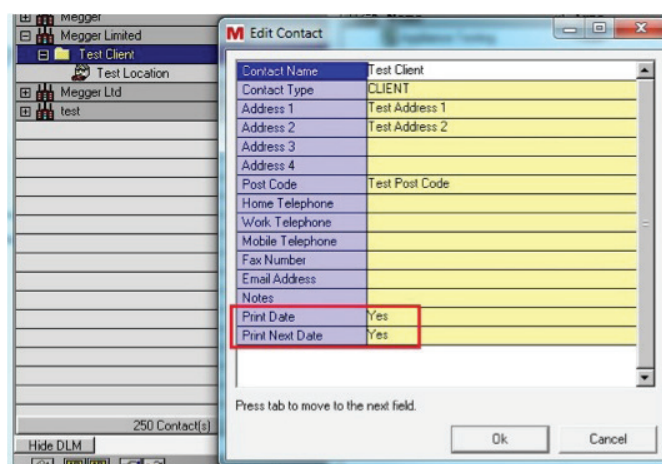 Megger
Megger Limited
Test Client
Test Location
Megger Ltd
test
250 Contact(s)
Hide DLM
M Edit Contact
Contact Name Test Client
Contact Type CLIENT
Address 1 Test Address 1
Address 2 Test Address 2
Address 3
Address 4
Post Code Test Post Code
Home Telephone
Work Telephone
Mobile Telephone
Fax Number
Email Address
Notes
Print Date Yes
Print Next Date Yes
Press tab to move to the next field.
Ok Cancel